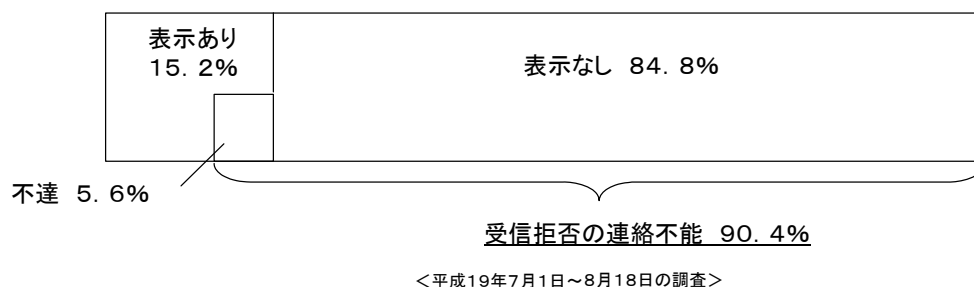 表示あり
15.2%
表示なし 84.8%
不達 5.6%
受信拒否の連絡不能 90.4%
＜平成19年7月1日～8月18日の調査＞